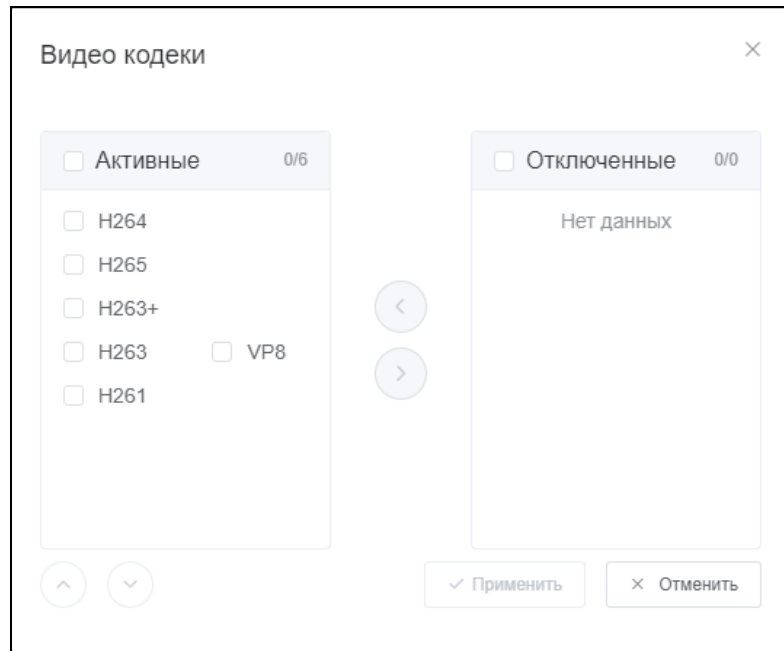 Видео кодеки
Активные 0/6
Отключенные 0/0
H264
Нет данных
H265
H263+
H263 VP8
H261
Применить
Отменить